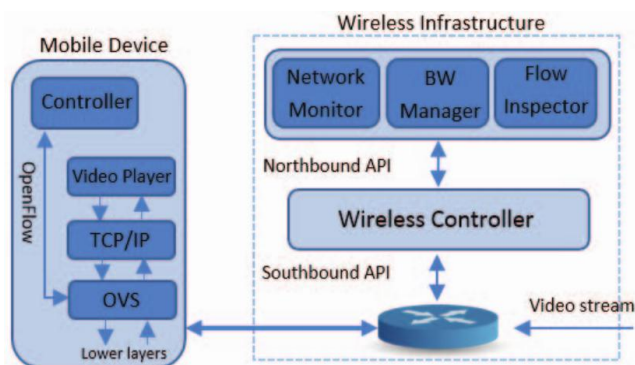 Wireless Infrastructure
Mobile Device
Controller
OpenFlow
Video Player
TCP/IP
OVS
Lower layers
Network
Monitor
BW
Manager
Flow
Inspector
Northbound API
Wireless Controller
Southbound API
Video stream